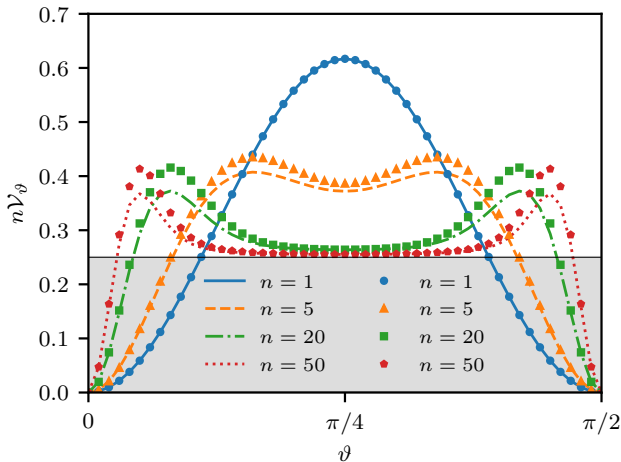 0.7
0.6
0.5
0.4
0.3
0.2
0.1
0.0
n𝒱ϑ
n = 1
n = 5
n = 20
n = 50
n = 1
n = 5
n = 20
n = 50
0
π/4
π/2
ϑ